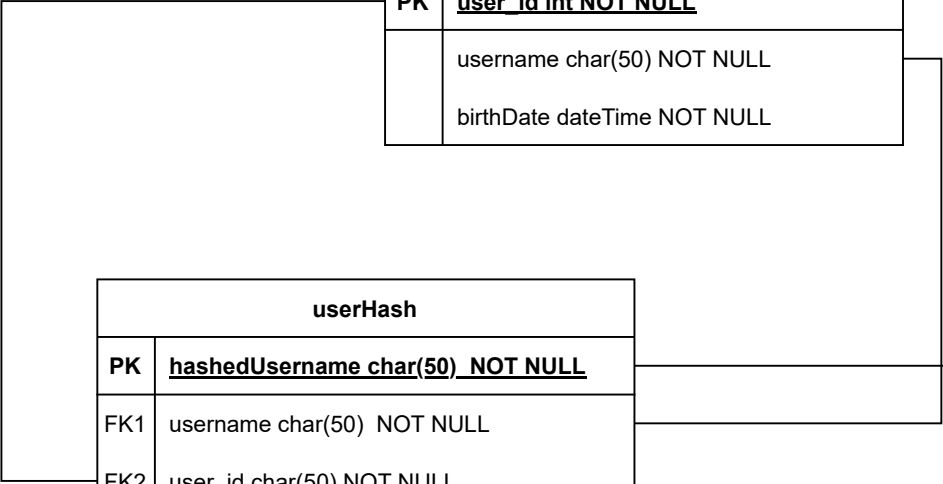 PK user_id int NOT NULL
username char(50) NOT NULL
birthDate dateTime NOT NULL
userHash
PK hashedUsername char(50)  NOT NULL
FK1 username char(50)  NOT NULL
FK2 user_id char(50) NOT NULL